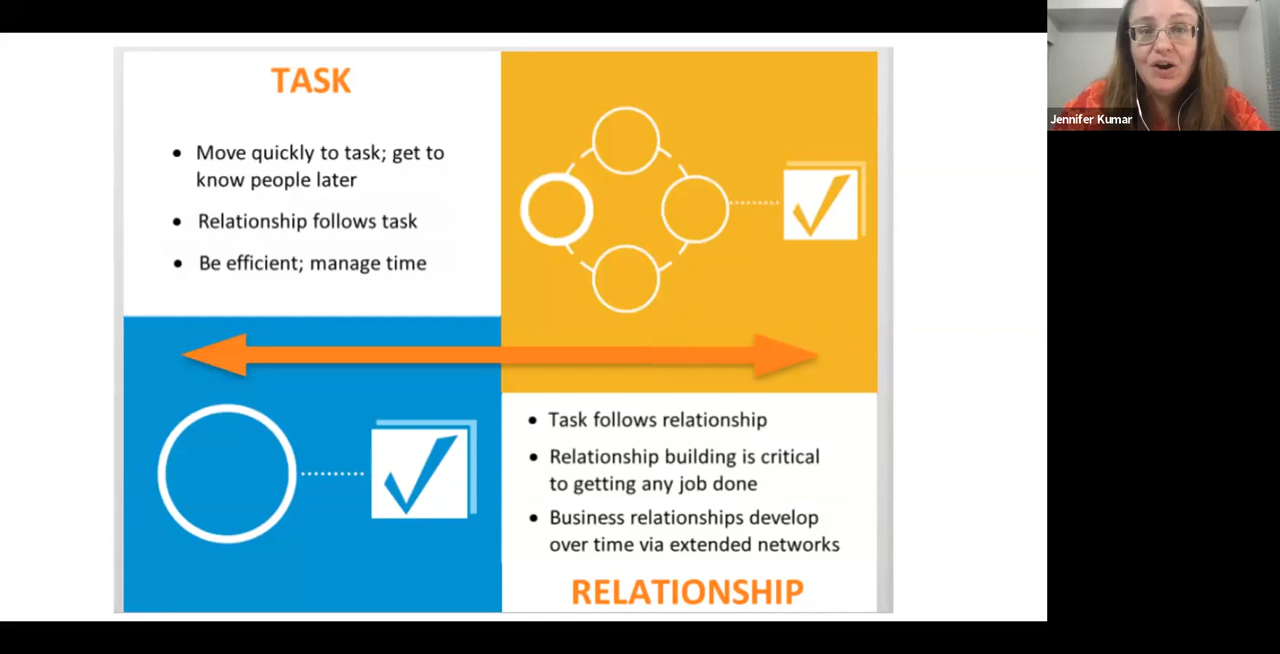 TASK
• Move quickly to task; get to
know people later
• Relationship follows task
• Be efficient; manage time
• Task follows relationship
• Relationship building is critical
to getting any job done
• Business relationships develop
over time via extended networks
RELATIONSHIP
Jennifer Kumar